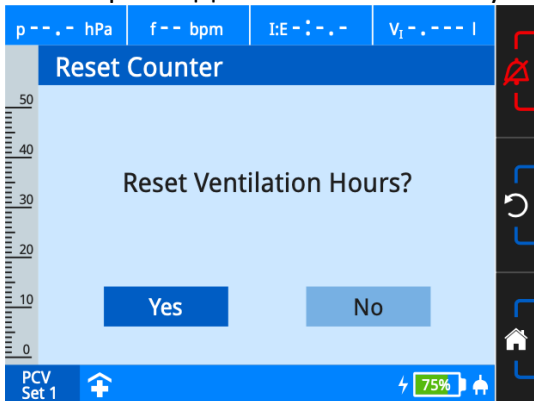 p --.- hPa f -- bpm I:E -:-.- VI -.--- l
Reset Counter
50
40
Reset Ventilation Hours?
30
20
10
Yes No
0
PCV
Set 1
75%